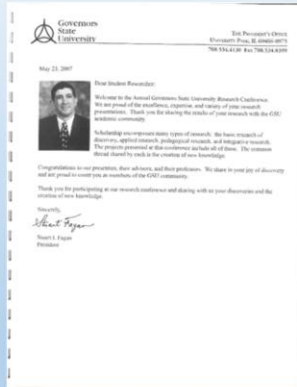 Governors
State
University
THE PRESIDENT'S OFFICE
UNIVERSITY PARK, IL 60466-0975
May 23, 2007
Dear Student Researcher:
Welcome to the Annual Governors State University Research Conference.
We are proud of the excellence, expertise, and variety of your research
presentations. Thank you for sharing the results of your research with the GSU
academic community.
Scholarship encompasses many types of research: the basic research of
discovery, applied research, pedagogical research, and integrative research.
The projects presented at this conference include all of these. The common
thread shared by each is the creation of new knowledge.
Congratulations to our presenters, their advisors, and their professors. We share in your joy of discovery
and are proud to count you as members of the GSU community.
Thank you for participating in our research conference and sharing with us your discoveries and the
creation of new knowledge.
Sincerely,
Stuart Fagan
Stuart I. Fagan
President